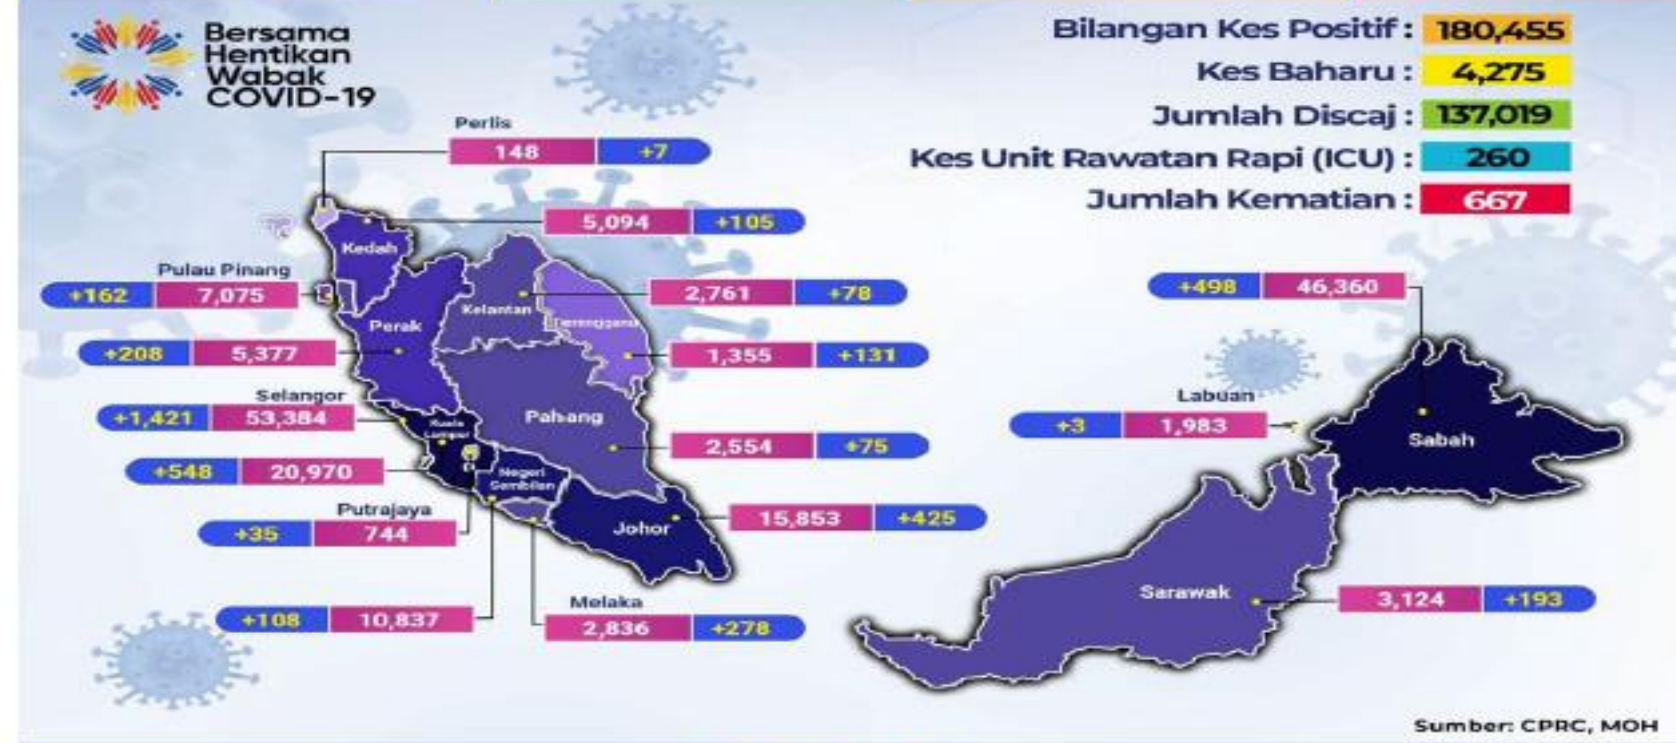 Bersama
Hentikan
Wabak
COVID-19
Bilangan Kes Positif : 180,455
Kes Baharu : 4,275
Jumlah Discaj : 137,019
Kes Unit Rawatan Rapi (ICU) : 260
Jumlah Kematian : 667
Perlis
148 +7
5,094 +105
Kedah
Pulau Pinang
+162 7,075
2,761 +78
Kelantan
Terengganu
Perak
+208 5,377
1,355 +131
Selangor
+1,421 53,384
Pahang
Kuala
Lumpur
2,554 +75
+548 20,970
Negeri
Sembilan
Putrajaya
+35 744
Johor
15,853 +425
+108 10,837
Melaka
2,836 +278
+498 46,360
Labuan
+3 1,983
Sabah
Sarawak
3,124 +193
Sumber: CPRC, MOH